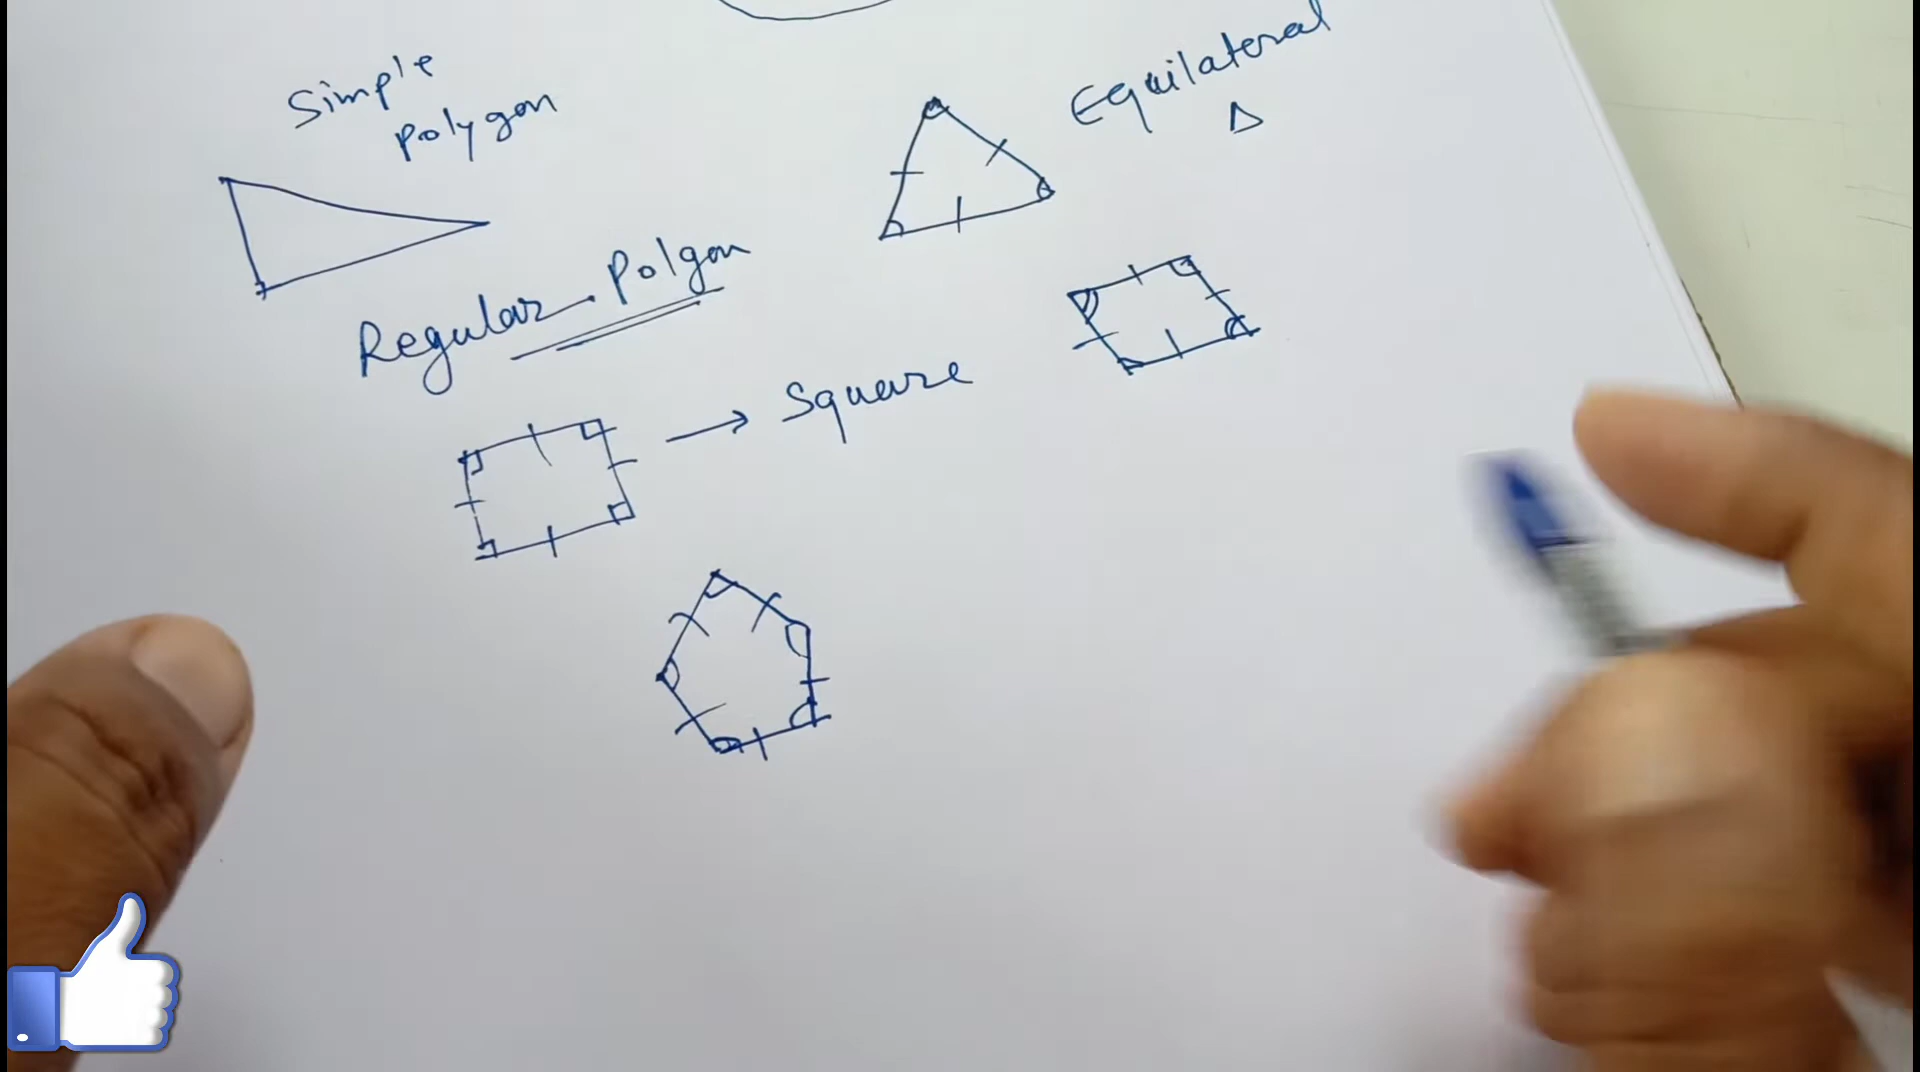 Simple
polygon
Equilateral
Δ
Regular Polgon
Square